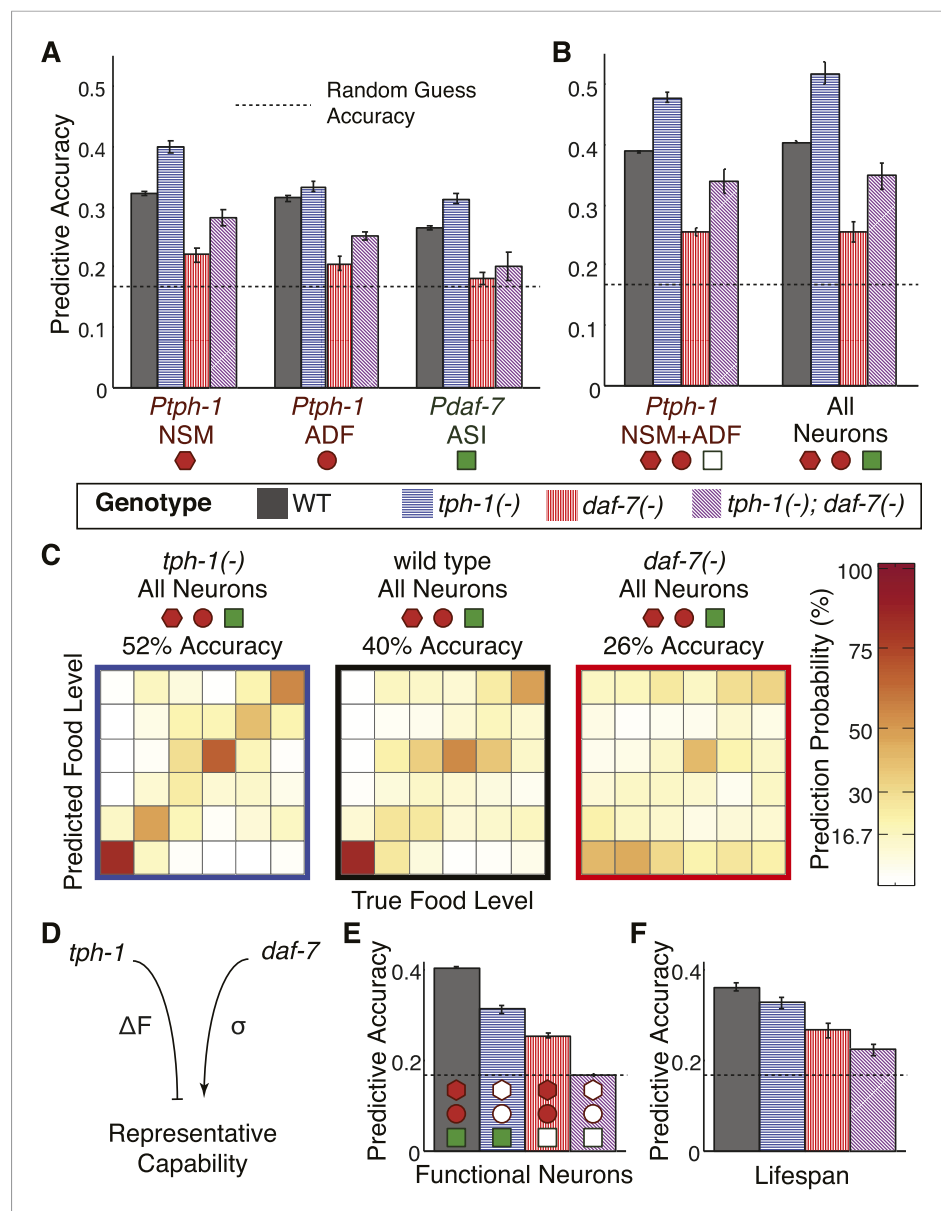 A
Predictive Accuracy
0.5
0.4
0.3
0.2
0.1
0
Random Guess
Accuracy
Ptph-1
NSM
Ptph-1
ADF
Pdaf-7
ASI
B
0.5
0.4
0.3
0.2
0.1
0
Ptph-1
NSM+ADF
All
Neurons
Genotype WT tph-1(-) daf-7(-) tph-1(-); daf-7(-)
C
tph-1(-)
All Neurons
52% Accuracy
wild type
All Neurons
40% Accuracy
daf-7(-)
All Neurons
26% Accuracy
Predicted Food Level
True Food Level
Prediction Probability (%)
100
75
50
30
16.7
D
tph-1
daf-7
ΔF
σ
Representative
Capability
E
Predictive Accuracy
0.4
0.2
0
Functional Neurons
F
Predictive Accuracy
0.4
0.2
0
Lifespan